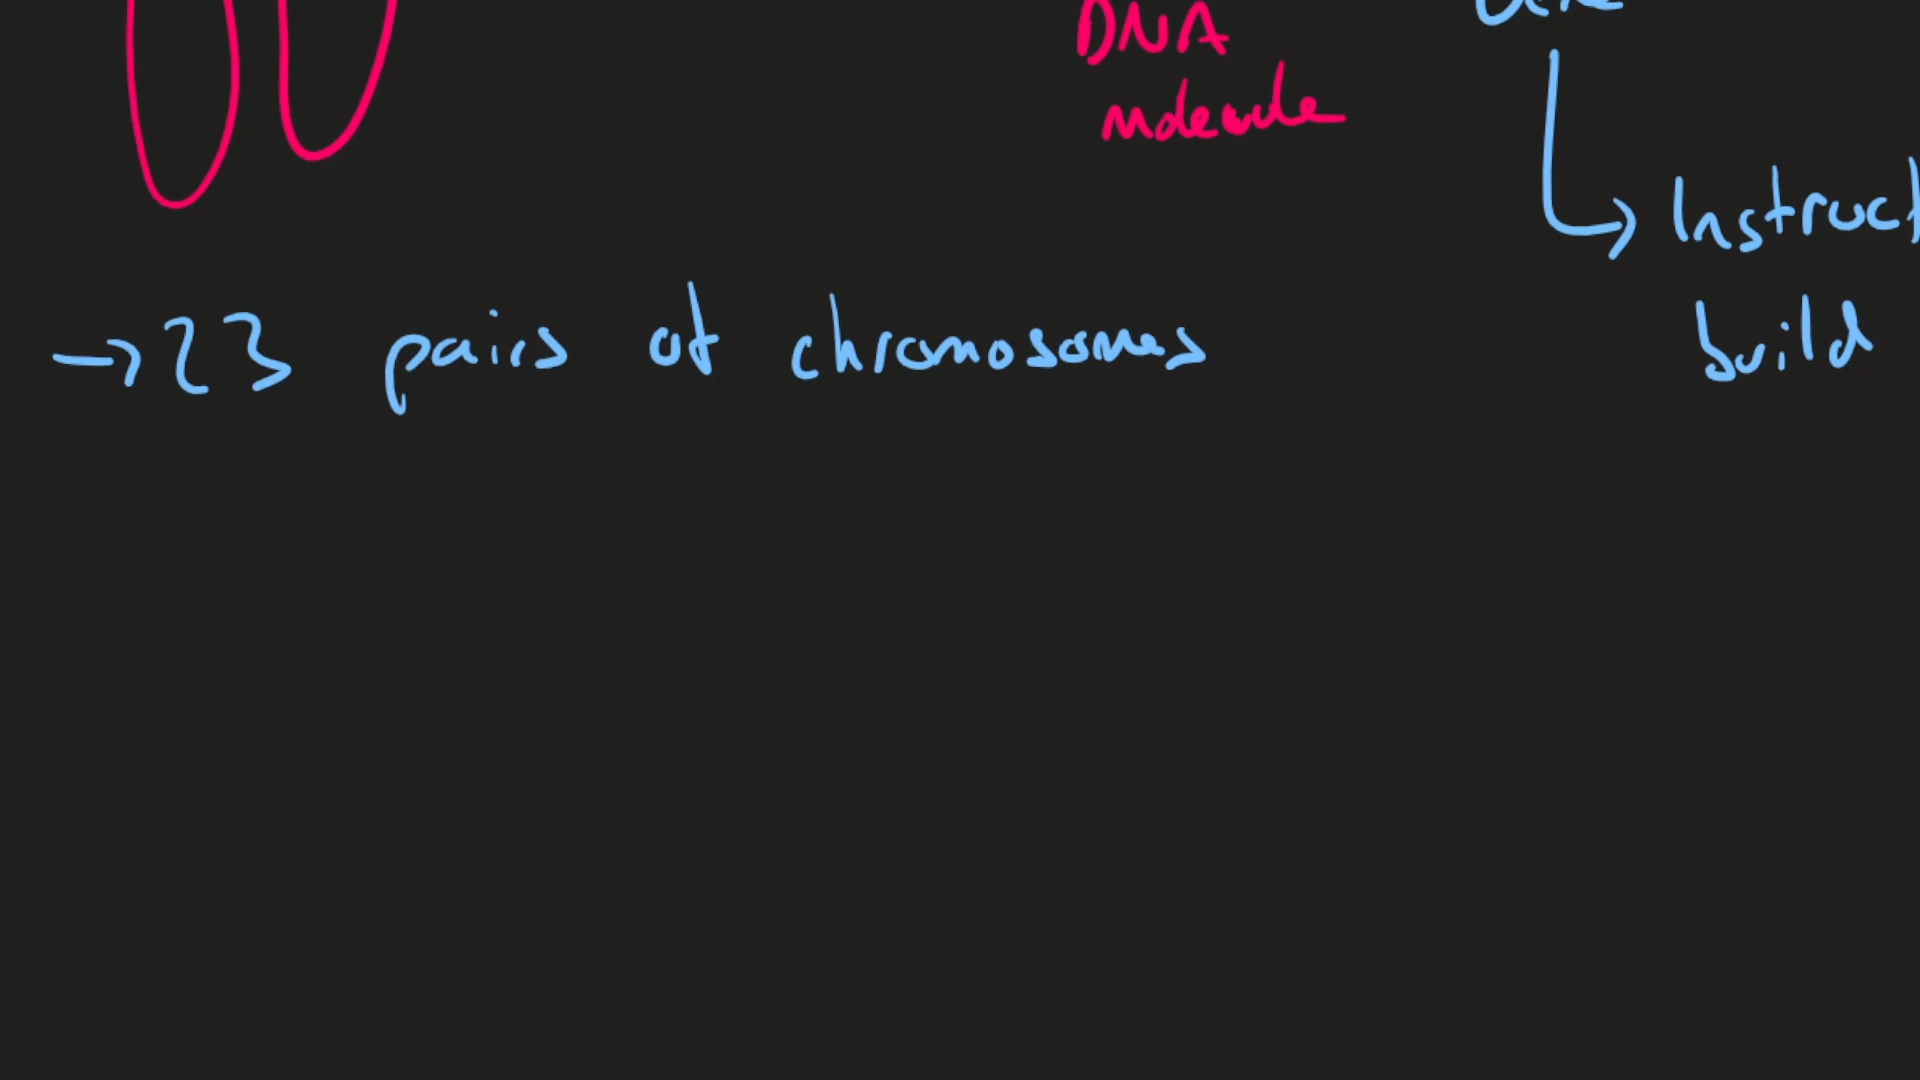 DNA
molecule
→ Instruct
→ 23 pairs of chromosomes
build